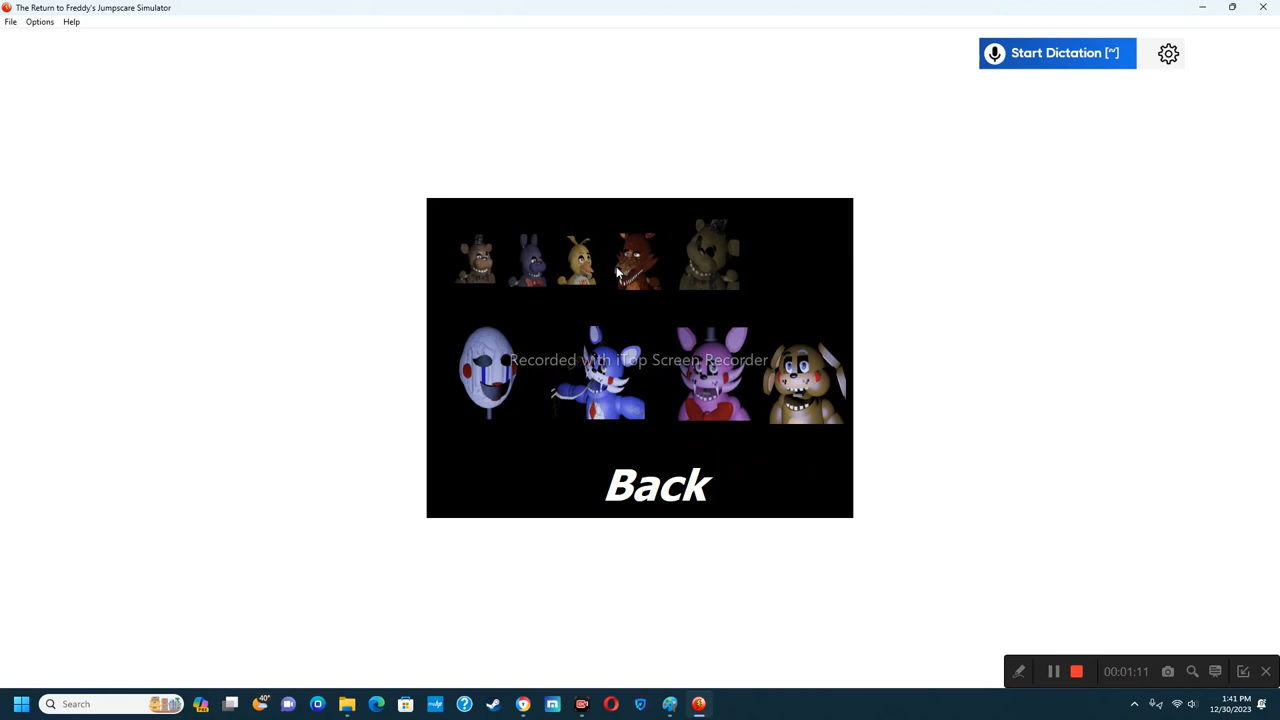 The Return to Freddy's Jumpscare Simulator
File Options Help
Start Dictation [~]
Recorded with iTop Screen Recorder
Back
00:01:11
Search
40°
1:41 PM
12/30/2023